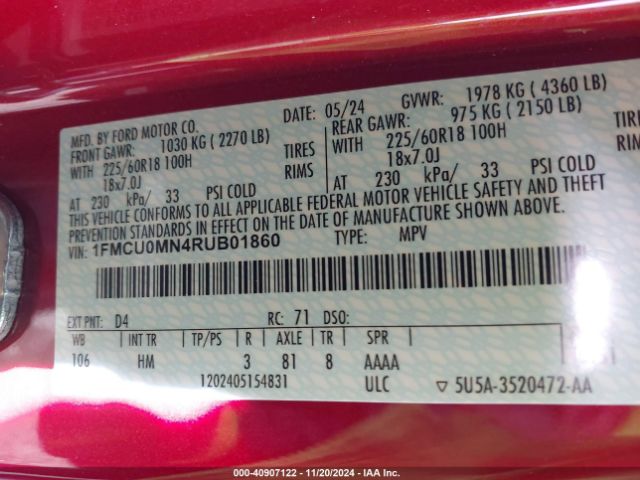 MFD. BY FORD MOTOR CO. DATE: 05/24 GVWR: 1978 KG ( 4360 LB)
FRONT GAWR: 1030 KG ( 2270 LB) REAR GAWR: 975 KG ( 2150 LB)
WITH 225/60R18 100H TIRES WITH 225/60R18 100H TIRES
18x7.0J RIMS 18x7.0J RIMS
AT 230 kPa/ 33 PSI COLD AT 230 kPa/ 33 PSI COLD
THIS VEHICLE CONFORMS TO ALL APPLICABLE FEDERAL MOTOR VEHICLE SAFETY AND THEFT
PREVENTION STANDARDS IN EFFECT ON THE DATE OF MANUFACTURE SHOWN ABOVE.
VIN: 1FMCU0MN4RUB01860 TYPE: MPV
EXT PNT: D4 RC: 71 DSO:
WB INT TR TP/PS R AXLE TR SPR
106 HM 3 81 8 AAAA
1202405154831 ULC ▽ 5U5A-3520472-AA
000-40907122 - 11/20/2024 - IAA Inc.